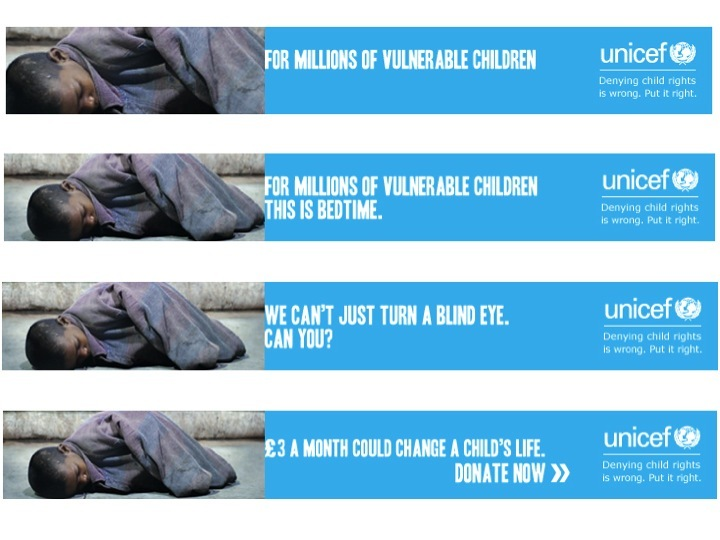 FOR MILLIONS OF VULNERABLE CHILDREN
unicef
Denying child rights
is wrong. Put it right.
FOR MILLIONS OF VULNERABLE CHILDREN
THIS IS BEDTIME.
unicef
Denying child rights
is wrong. Put it right.
WE CAN'T JUST TURN A BLIND EYE.
CAN YOU?
unicef
Denying child rights
is wrong. Put it right.
£3 A MONTH COULD CHANGE A CHILD'S LIFE.
DONATE NOW »
unicef
Denying child rights
is wrong. Put it right.